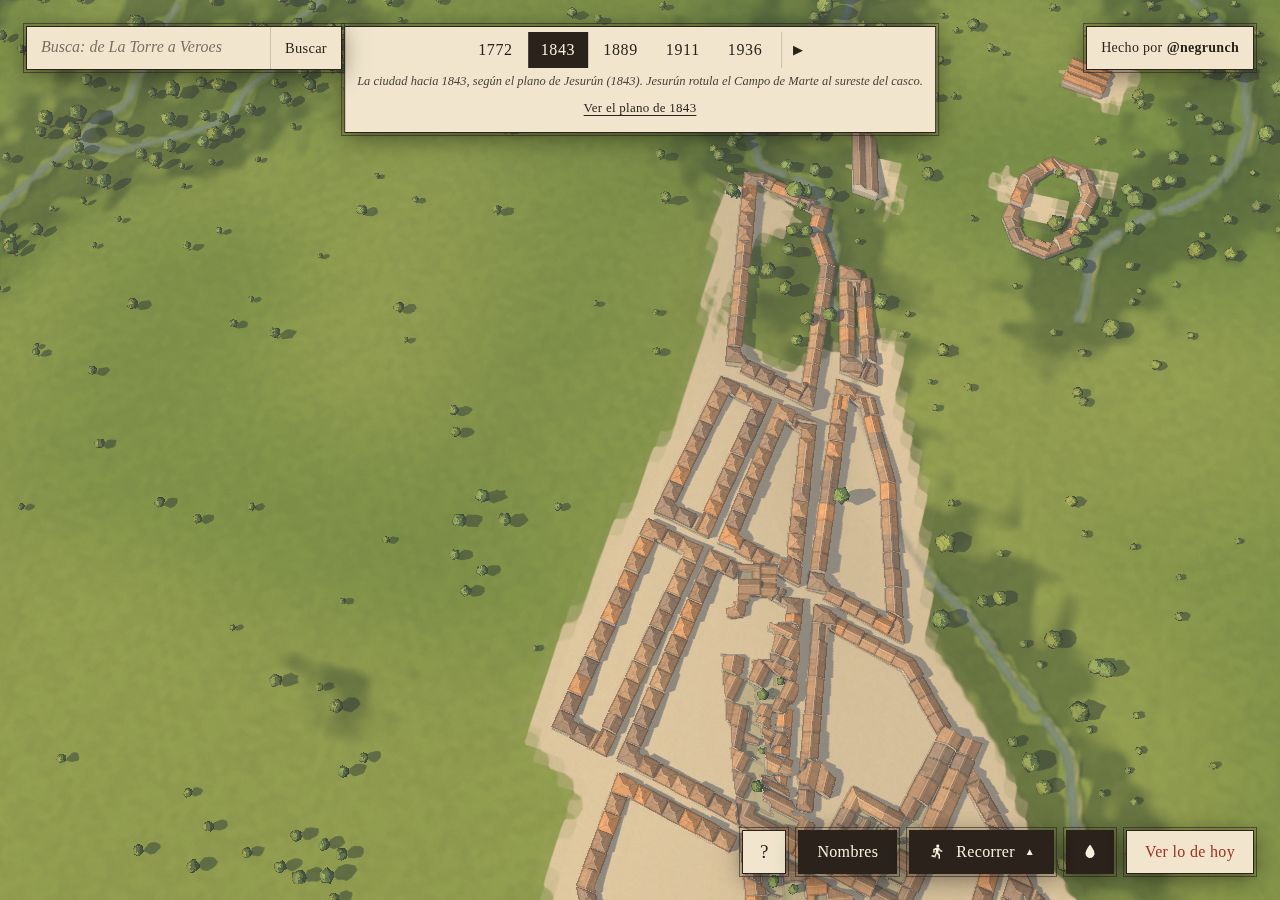 Busca: de La Torre a Veroes
Buscar
1772 1843 1889 1911 1936 ▶
La ciudad hacia 1843, según el plano de Jesurún (1843). Jesurún rotula el Campo de Marte al sureste del casco.
Ver el plano de 1843
Hecho por @negrunch
? Nombres Recorrer ▲ Ver lo de hoy